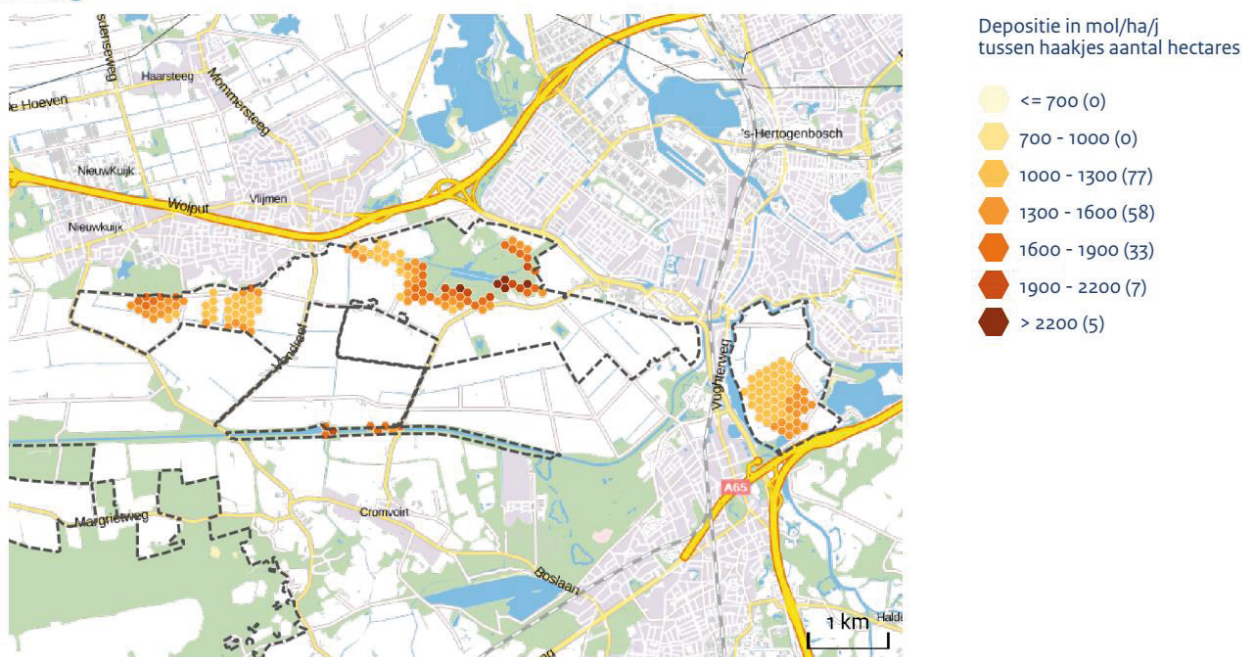 Depositie in mol/ha/j
tussen haakjes aantal hectares
<= 700 (0)
700 - 1000 (0)
1000 - 1300 (77)
1300 - 1600 (58)
1600 - 1900 (33)
1900 - 2200 (7)
> 2200 (5)
Haarsteeg
Mommersteeg
Hoeven
's-Hertogenbosch
Nieuwkuijk
Vlijmen
Wolput
Nieuwkuijk
Vughterweg
A65
Cromvoirt
Margrietweg
Boslaan
1 km